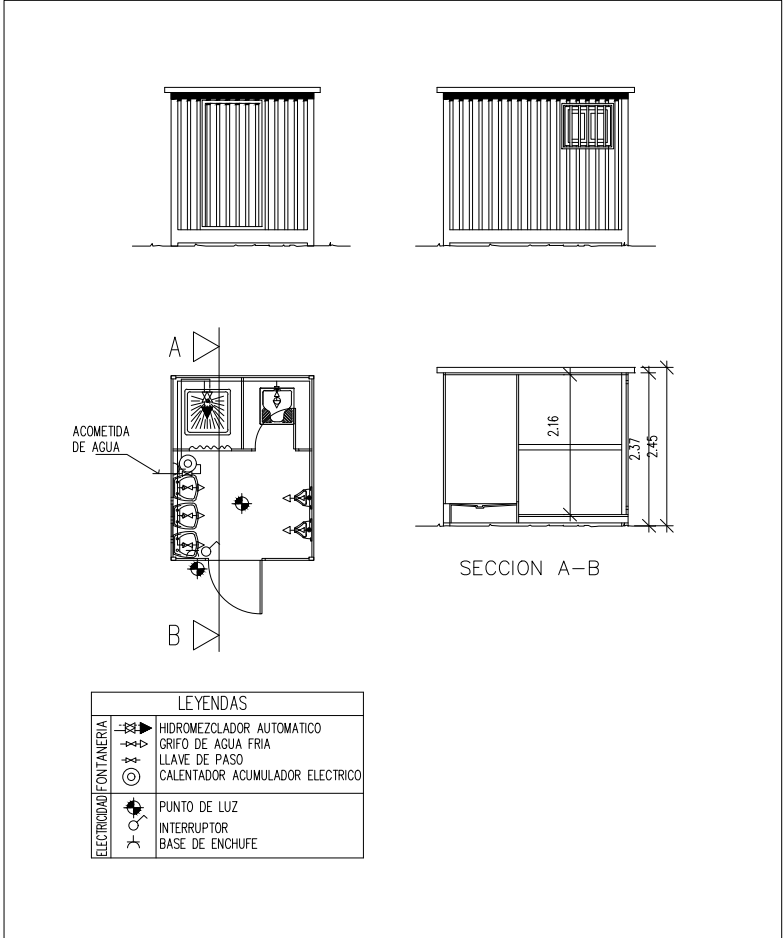 A
ACOMETIDA
DE AGUA
B
2.16
2.37
2.45
SECCION A-B
LEYENDAS
FONTANERIA
HIDROMEZCLADOR AUTOMATICO
GRIFO DE AGUA FRIA
LLAVE DE PASO
CALENTADOR ACUMULADOR ELECTRICO
ELECTRICIDAD
PUNTO DE LUZ
INTERRUPTOR
BASE DE ENCHUFE